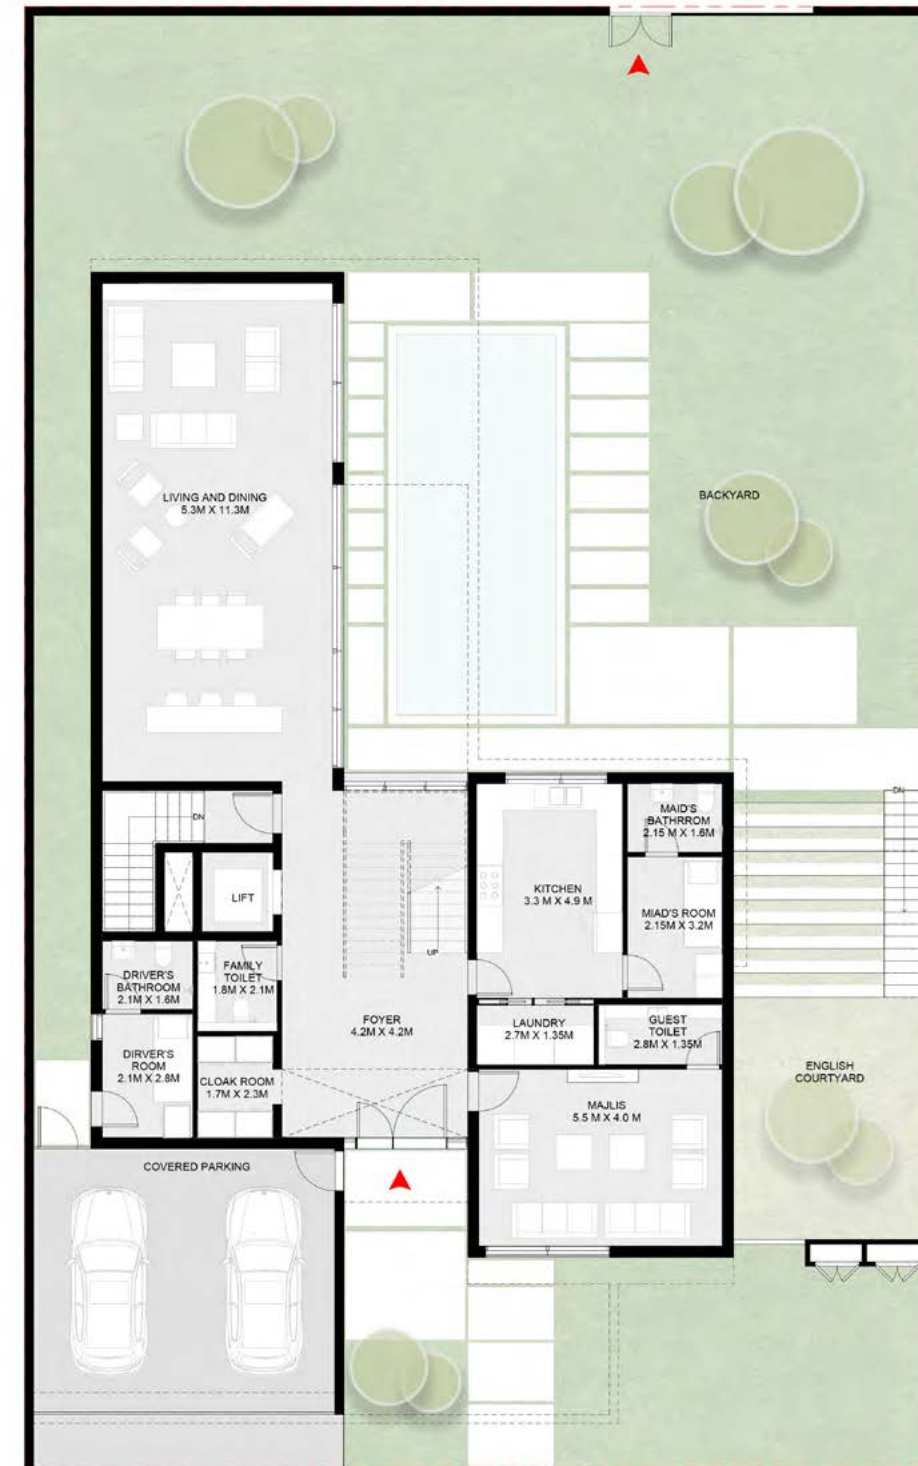 LIVING AND DINING
5.3M X 11.3M
BACKYARD
DN
DN
MAID'S
BATHRROM
2.15 M X 1.6M
LIFT
KITCHEN
3.3 M X 4.9 M
MIAD'S ROOM
2.15M X 3.2M
UP
DRIVER'S
BATHROOM
2.1M X 1.6M
FAMILY
TOILET
1.8M X 2.1M
FOYER
4.2M X 4.2M
LAUNDRY
2.7M X 1.35M
GUEST
TOILET
2.8M X 1.35M
DIRVER'S
ROOM
2.1M X 2.8M
CLOAK ROOM
1.7M X 2.3M
ENGLISH
COURTYARD
MAJLIS
5.5 M X 4.0 M
COVERED PARKING